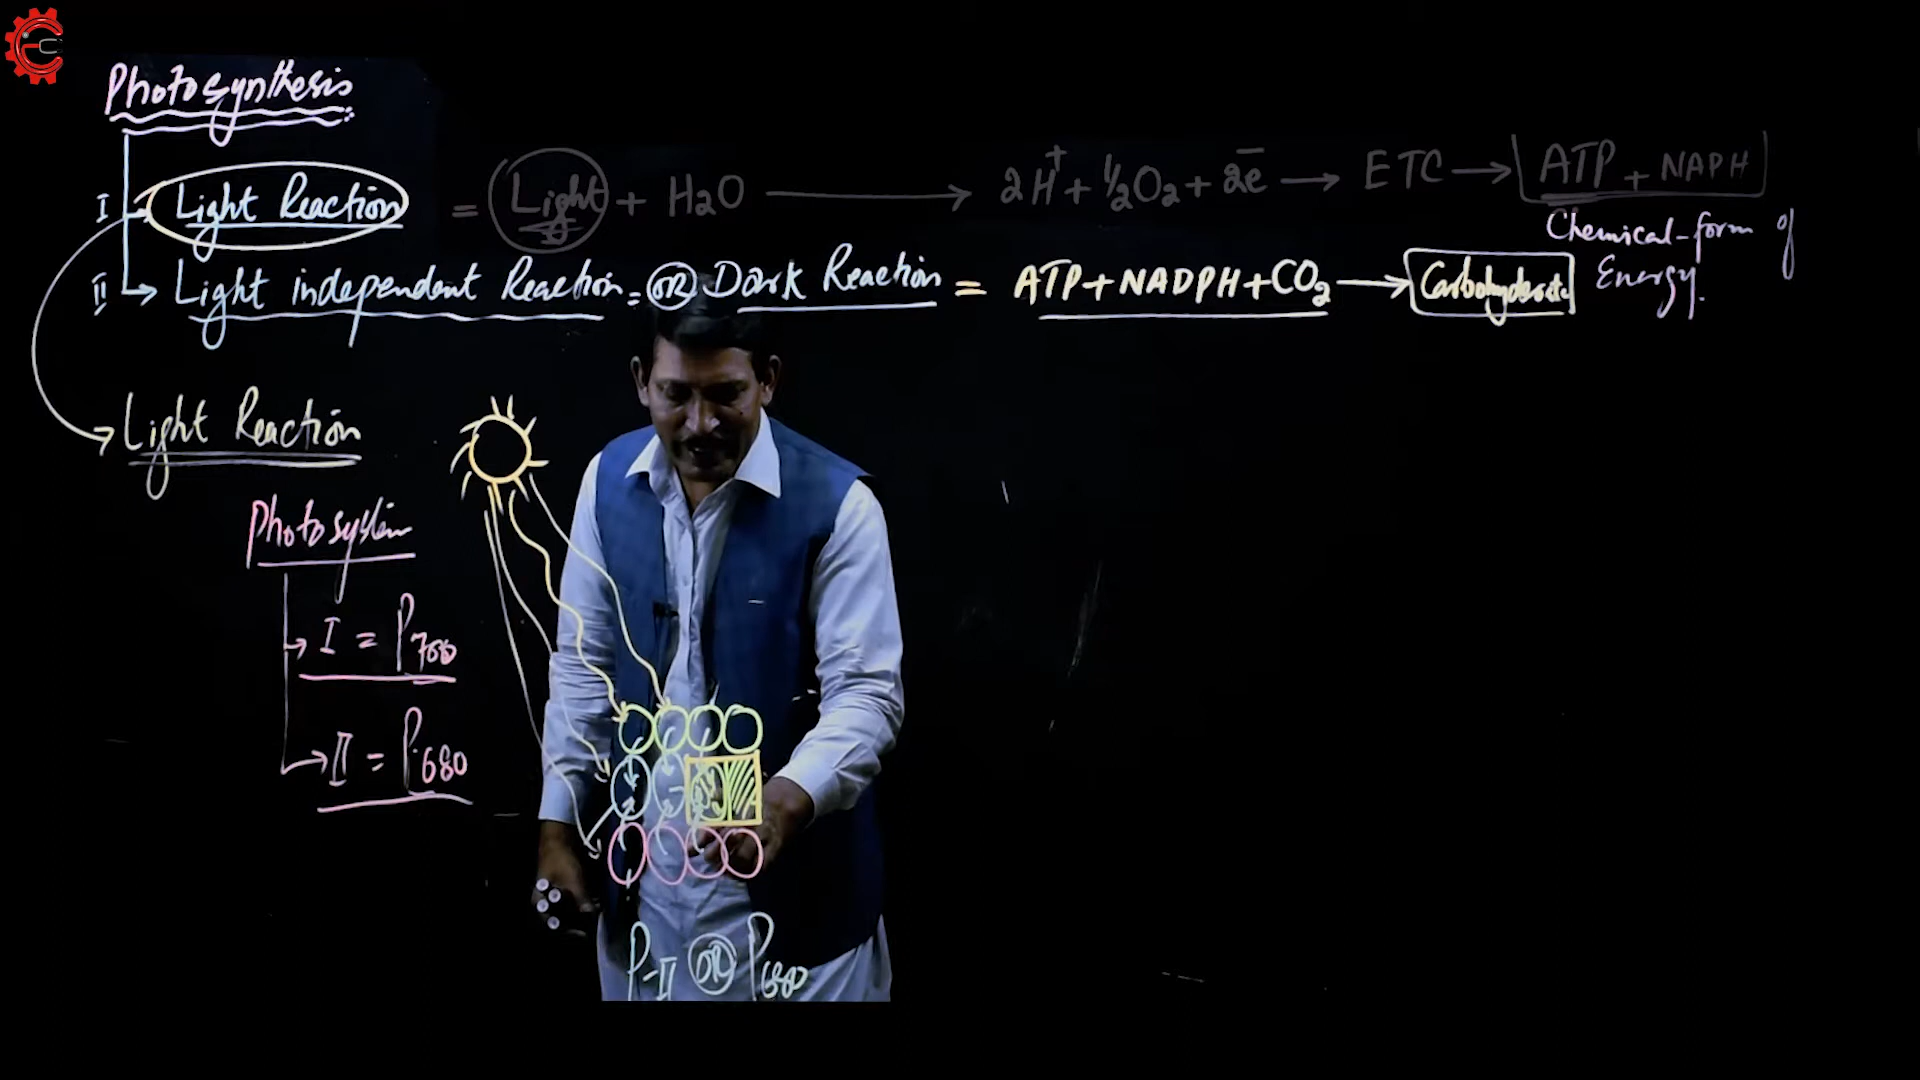 Photosynthesis
I Light Reaction = Light + H2O → 2H⁺ + ½O₂ + 2e⁻ → ETC → ATP + NAPH
Chemical-form of Energy.
II → Light independent Reaction = OR Dark Reaction = ATP + NADPH + CO₂ → Carbohyderate
→ Light Reaction
Photosystem
→ I = P700
→ II = P680
P-II OR P680